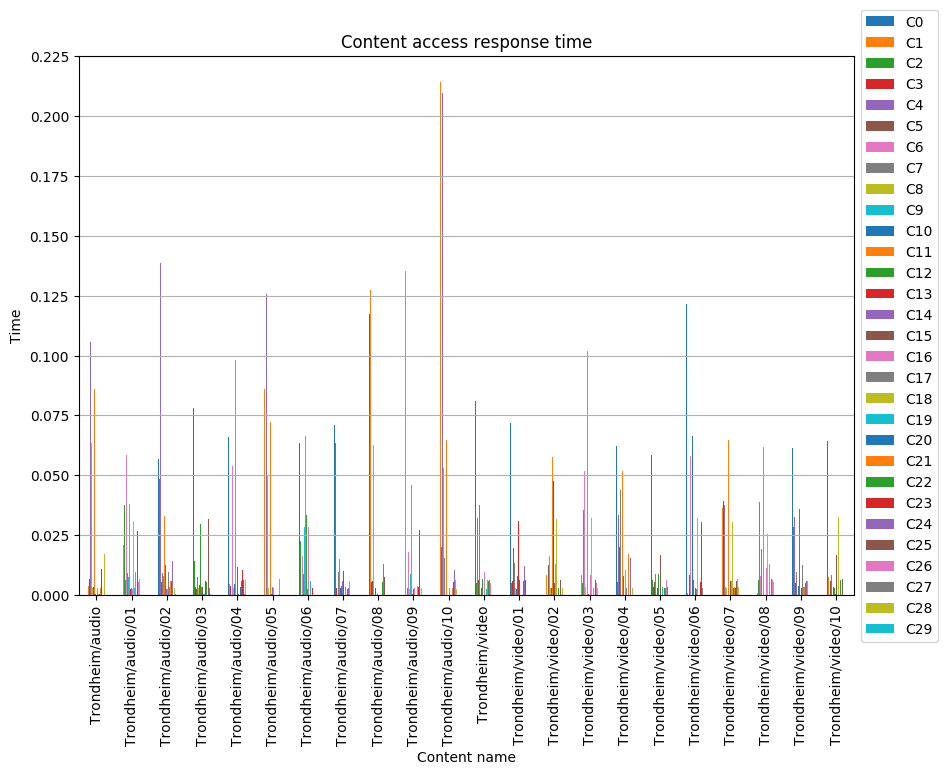 Content access response time
Time
0.225
0.200
0.175
0.150
0.125
0.100
0.075
0.050
0.025
0.000
Trondheim/audio
Trondheim/audio/01
Trondheim/audio/02
Trondheim/audio/03
Trondheim/audio/04
Trondheim/audio/05
Trondheim/audio/06
Trondheim/audio/07
Trondheim/audio/08
Trondheim/audio/09
Trondheim/audio/10
Trondheim/video
Trondheim/video/01
Trondheim/video/02
Trondheim/video/03
Trondheim/video/04
Trondheim/video/05
Trondheim/video/06
Trondheim/video/07
Trondheim/video/08
Trondheim/video/09
Trondheim/video/10
Content name
C0
C1
C2
C3
C4
C5
C6
C7
C8
C9
C10
C11
C12
C13
C14
C15
C16
C17
C18
C19
C20
C21
C22
C23
C24
C25
C26
C27
C28
C29